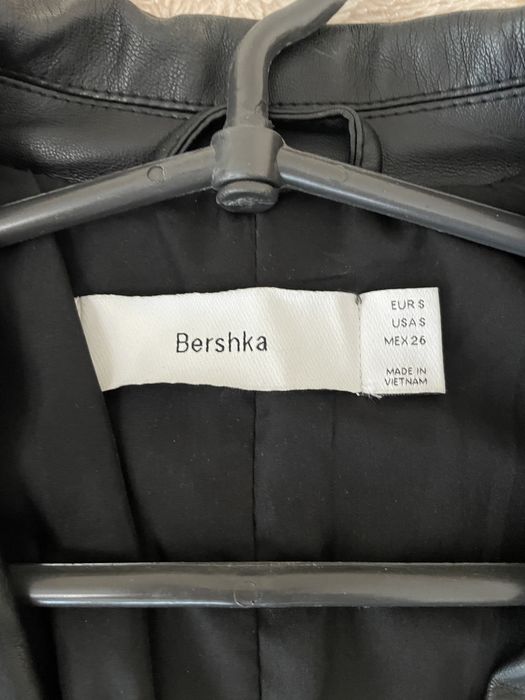 Bershka
EUR S
USA S
MEX 26
MADE IN
VIETNAM